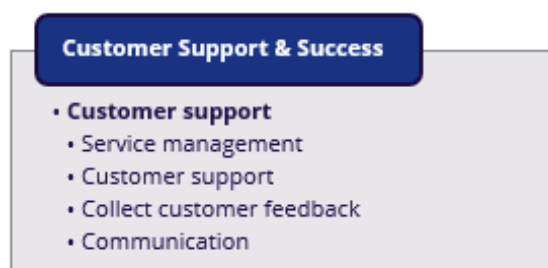 Customer Support & Success
• Customer support
• Service management
• Customer support
• Collect customer feedback
• Communication